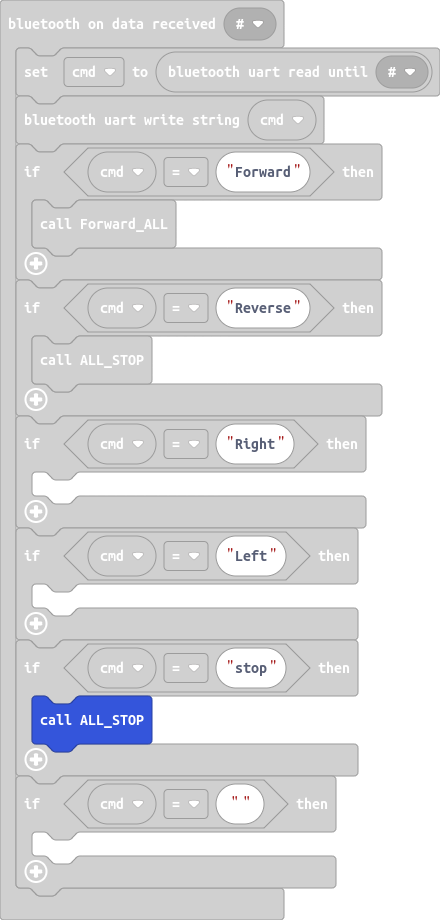 bluetooth on data received #
set cmd to bluetooth uart read until #
bluetooth uart write string cmd
if cmd = "Forward" then
call Forward_ALL
if cmd = "Reverse" then
call ALL_STOP
if cmd = "Right" then
if cmd = "Left" then
if cmd = "stop" then
call ALL_STOP
if cmd = " " then